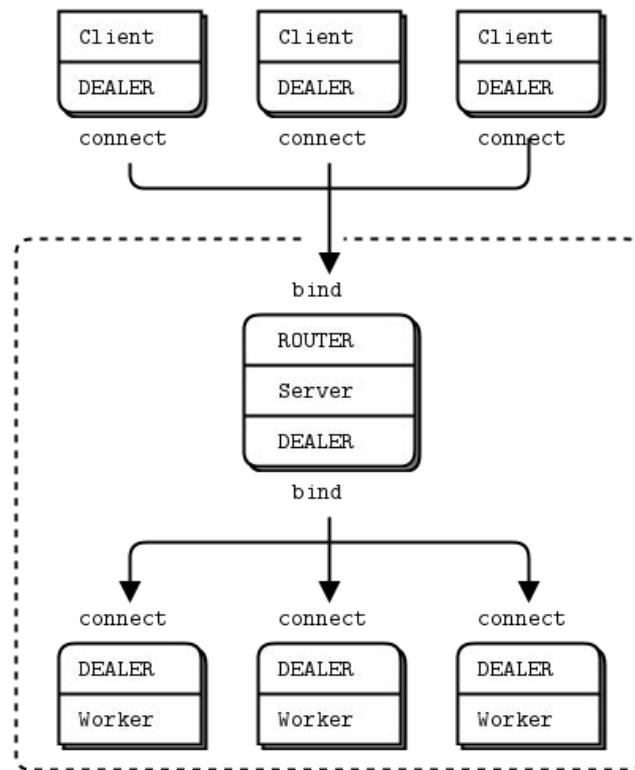 Client Client Client
DEALER DEALER DEALER
connect connect connect
bind
ROUTER
Server
DEALER
bind
connect connect connect
DEALER DEALER DEALER
Worker Worker Worker